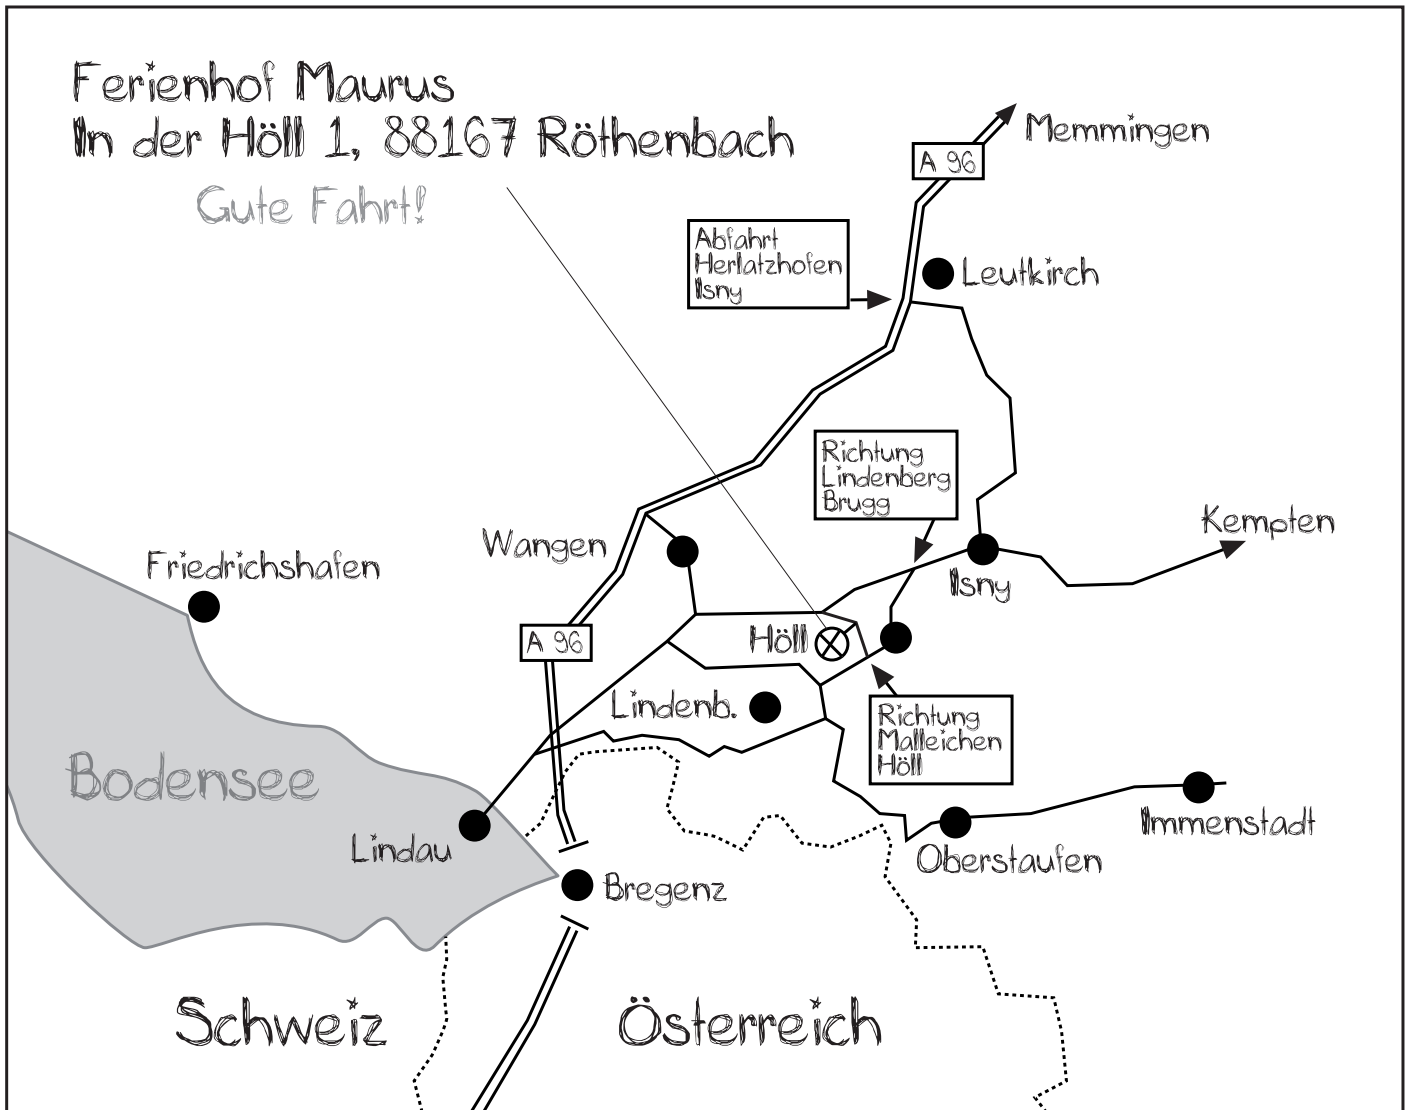 Ferienhof Maurus
In der Höll 1, 88167 Röthenbach
Gute Fahrt!
Memmingen
A 96
Abfahrt
Herlatzhofen
Isny
Leutkirch
Richtung
Lindenberg
Brugg
Kempten
Wangen
Friedrichshafen
Isny
A 96
Höll
Lindenb.
Richtung
Malleichen
Höll
Bodensee
Immenstadt
Lindau
Oberstaufen
Bregenz
Schweiz
Österreich